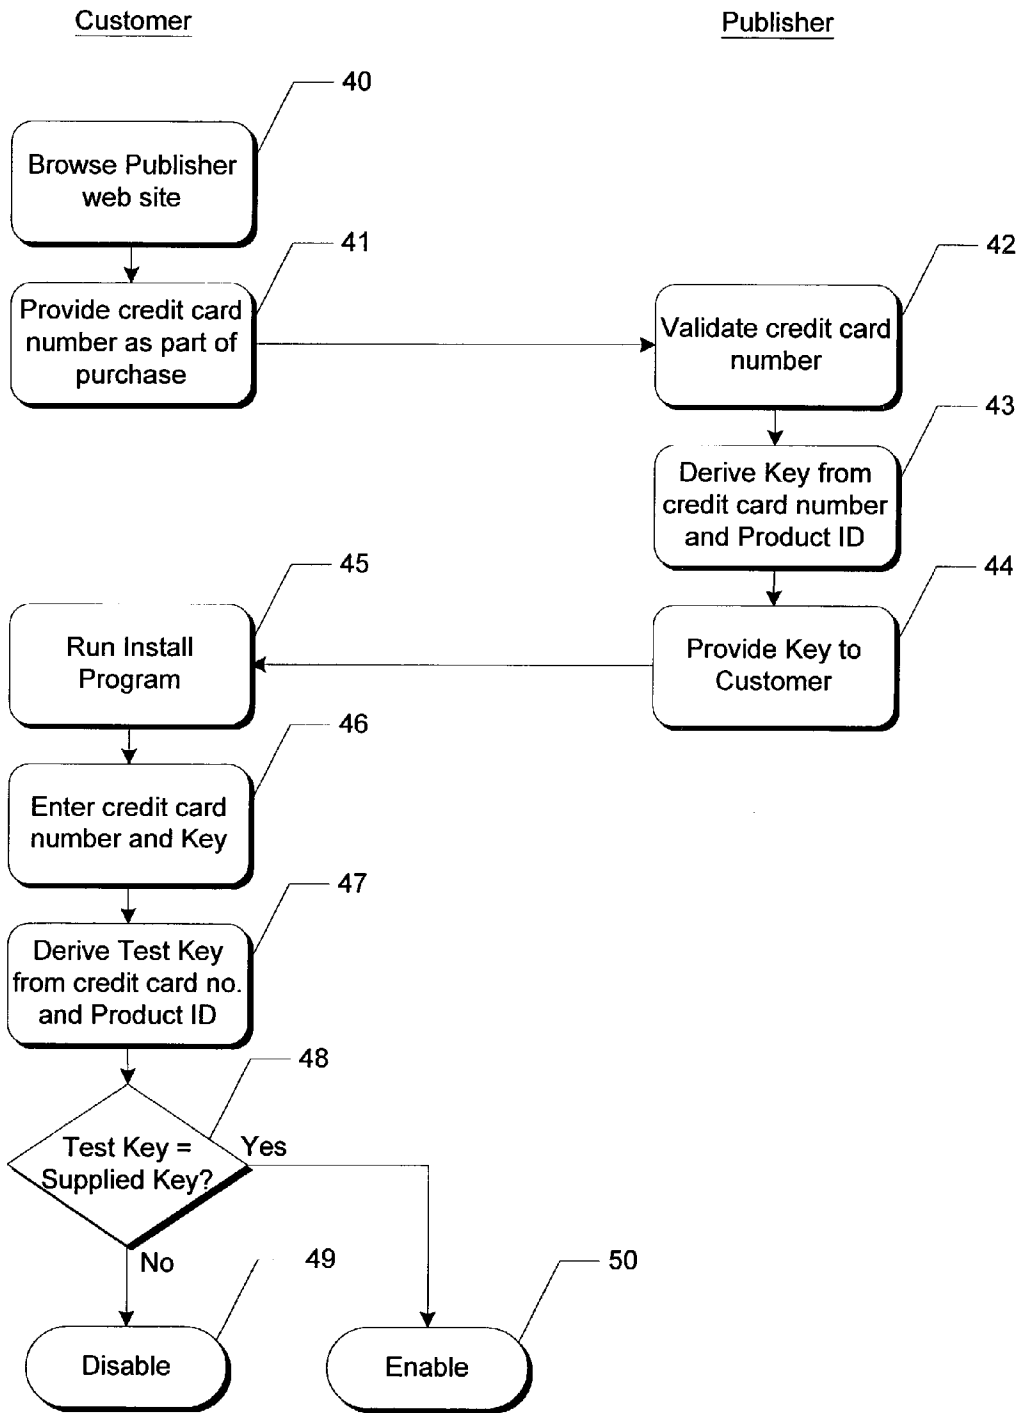 Customer
Publisher
40
Browse Publisher
web site
41
42
Provide credit card
number as part of
purchase
Validate credit card
number
43
Derive Key from
credit card number
and Product ID
45
44
Run Install
Program
Provide Key to
Customer
46
Enter credit card
number and Key
47
Derive Test Key
from credit card no.
and Product ID
48
Test Key =
Supplied Key?
Yes
No
49
50
Disable
Enable